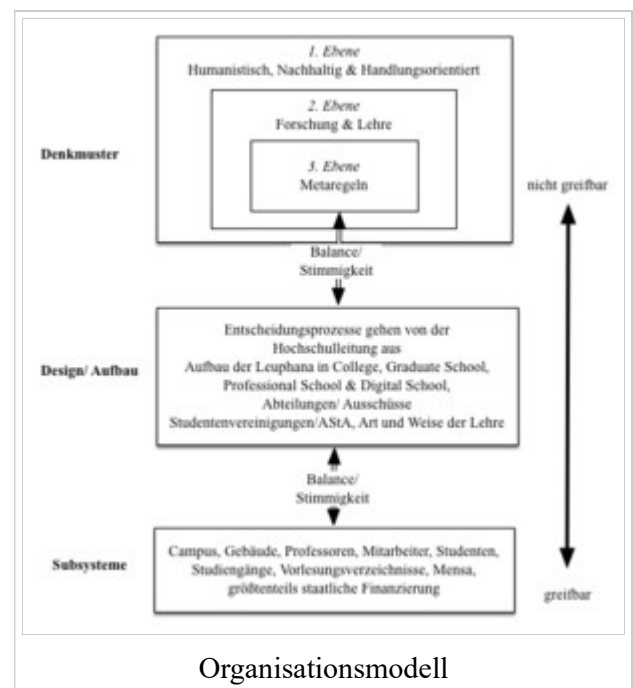 1. Ebene
Humanistisch, Nachhaltig & Handlungsorientiert
2. Ebene
Forschung & Lehre
Denkmuster
3. Ebene
Metaregeln
nicht greifbar
Balance/
Stimmigkeit
Entscheidungsprozesse gehen von der
Hochschulleitung aus
Design/ Aufbau
Aufbau der Leuphana in College, Graduate School,
Professional School & Digital School,
Abteilungen/ Ausschüsse
Studentenvereinigungen/AStA, Art und Weise der Lehre
Balance/
Stimmigkeit
Subsysteme
Campus, Gebäude, Professoren, Mitarbeiter, Studenten,
Studiengänge, Vorlesungsverzeichnisse, Mensa,
größtenteils staatliche Finanzierung
greifbar
Organisationsmodell